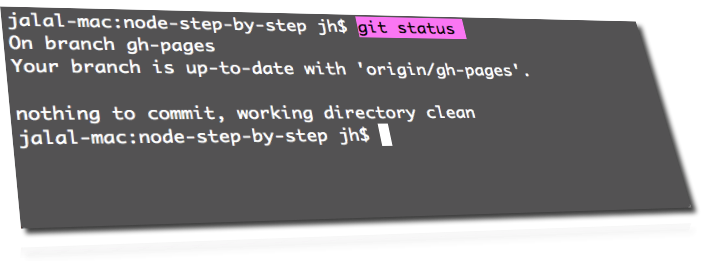 jalal-mac:node-step-by-step jh$ git status
On branch gh-pages
Your branch is up-to-date with 'origin/gh-pages'.
nothing to commit, working directory clean
jalal-mac:node-step-by-step jh$